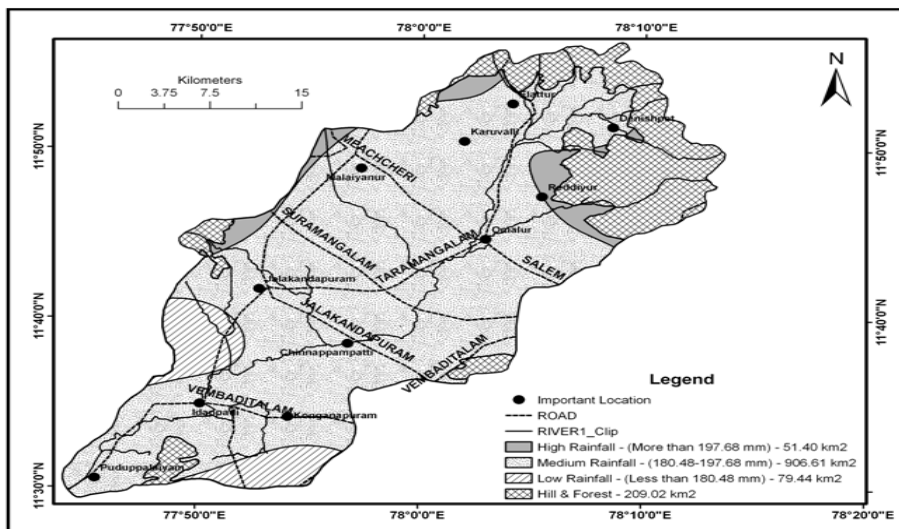 77°50'0"E 78°0'0"E 78°10'0"E
N
Kilometers
0 3.75 7.5 15
Elattur
Denishpet
Karuvalli
11°50'0"N
11°50'0"N
MBACHCHERI
Malaiyanur
Reddiyur
SURAMANGALAM
TARAMANGALAM
Omalur
SALEM
Jalakandapuram
11°40'0"N
11°40'0"N
JALAKANDAPURAM
Chinnappampatti
VEMBADITALAM
VEMBADITALAM
Idappadi
Konganapuram
Puduppalaiyam
11°30'0"N
11°30'0"N
Legend
Important Location
ROAD
RIVER1_Clip
High Rainfall - (More than 197.68 mm) - 51.40 km2
Medium Rainfall - (180.48-197.68 mm) - 906.61 km2
Low Rainfall - (Less than 180.48 mm) - 79.44 km2
Hill & Forest - 209.02 km2
77°50'0"E 78°0'0"E 78°10'0"E 78°20'0"E